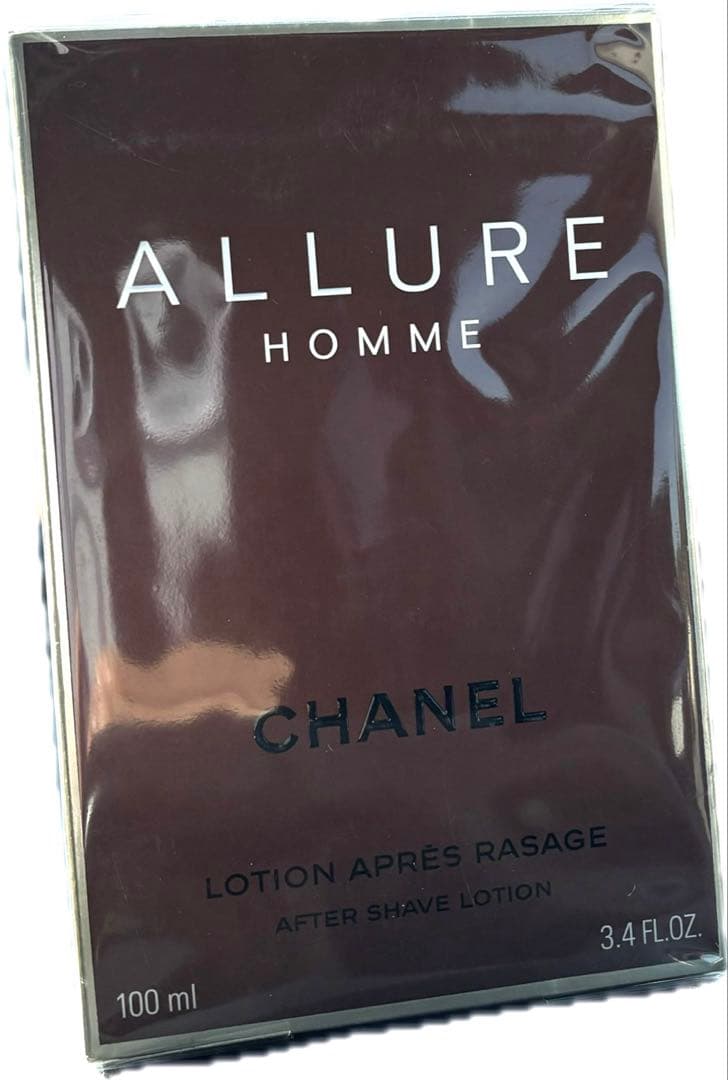 ALLURE
HOMME
CHANEL
LOTION APRÈS RASAGE
AFTER SHAVE LOTION
3.4 FL.OZ.
100 ml